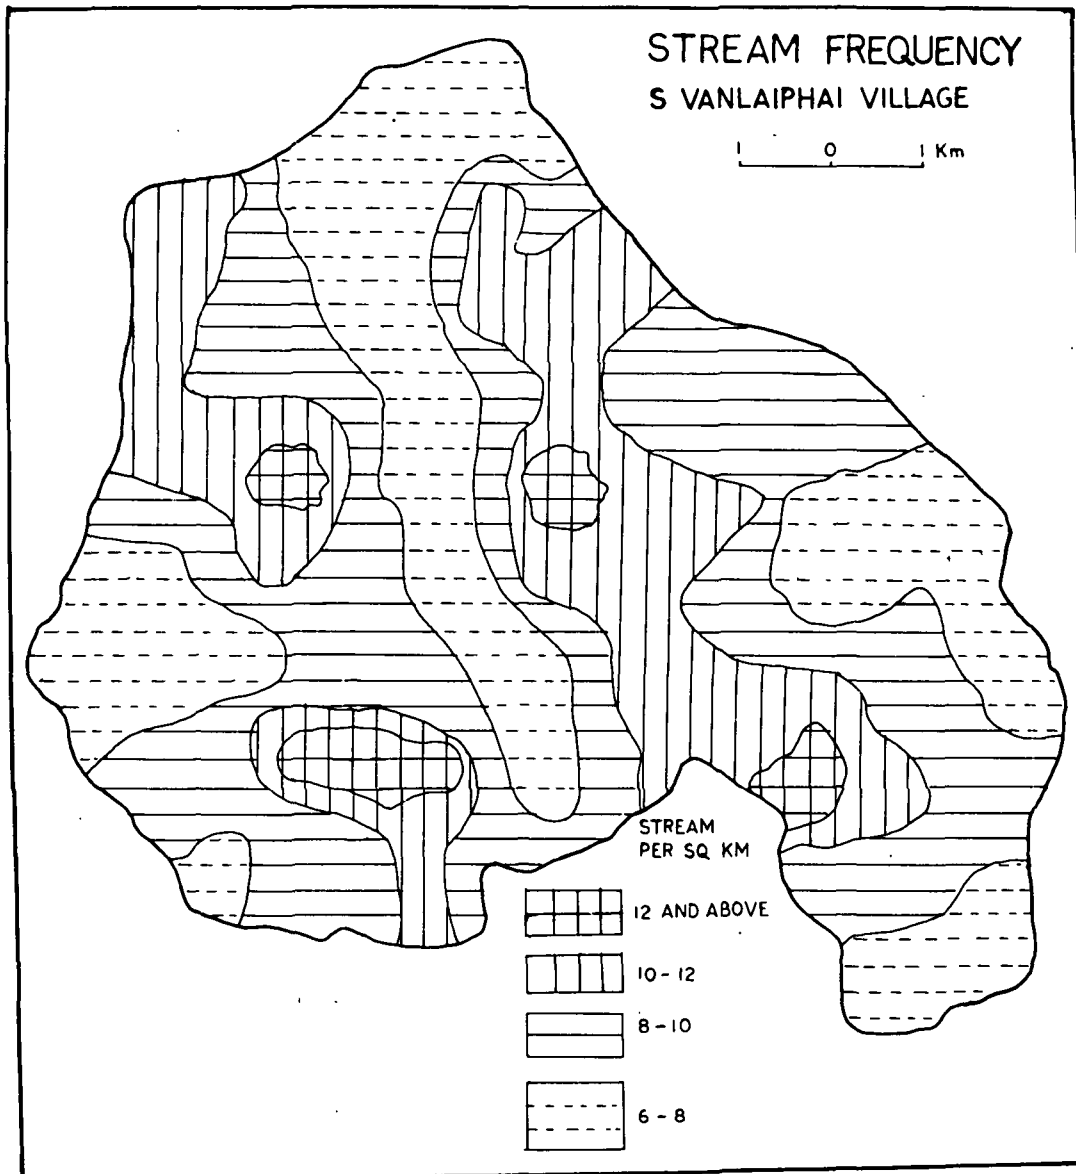 STREAM FREQUENCY
S VANLAIPHAI VILLAGE
1 0 1 Km
STREAM
PER SQ KM
12 AND ABOVE
10-12
8-10
6-8